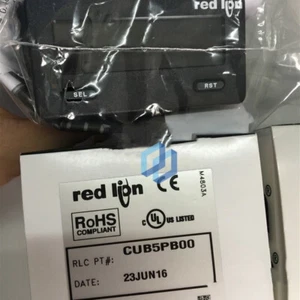 red lion
SEL
RST
M4803A
red lion CE
RoHS
COMPLIANT
C UL US LISTED
RLC PT#: CUB5PB00
DATE: 23JUN16